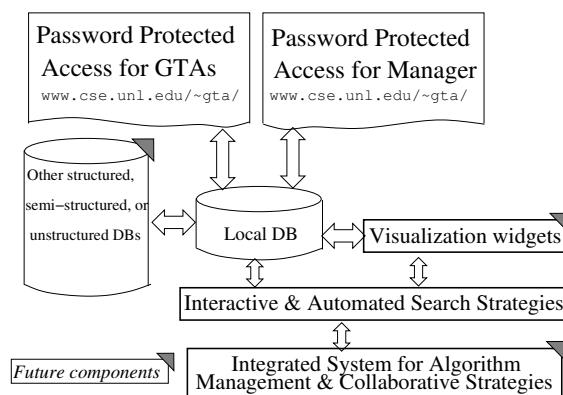 Password Protected
Access for GTAs
www.cse.unl.edu/~gta/
Password Protected
Access for Manager
www.cse.unl.edu/~gta/
Other structured,
semi−structured, or
unstructured DBs
Local DB
Visualization widgets
Interactive & Automated Search Strategies
Integrated System for Algorithm
Management & Collaborative Strategies
Future components